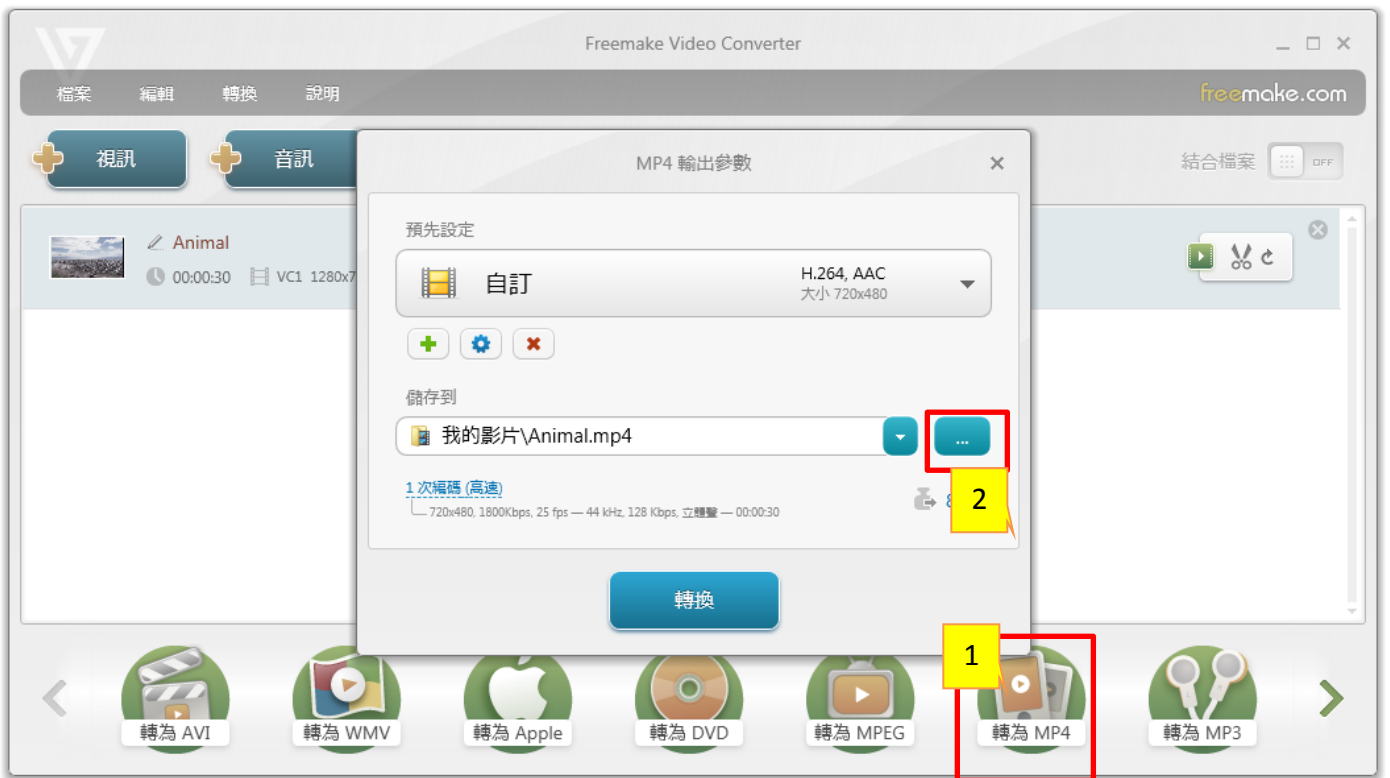 Freemake Video Converter
檔案 編輯 轉換 說明
freemake.com
視訊
音訊
結合檔案
OFF
MP4 輸出參數
預先設定
自訂
H.264, AAC
大小 720x480
Animal
00:00:30 VC1 1280x7
儲存到
我的影片\Animal.mp4
...
1 次編碼 (高速)
720x480, 1800Kbps, 25 fps — 44 kHz, 128 Kbps, 立體聲 — 00:00:30
2
轉換
1
轉為 AVI
轉為 WMV
轉為 Apple
轉為 DVD
轉為 MPEG
轉為 MP4
轉為 MP3